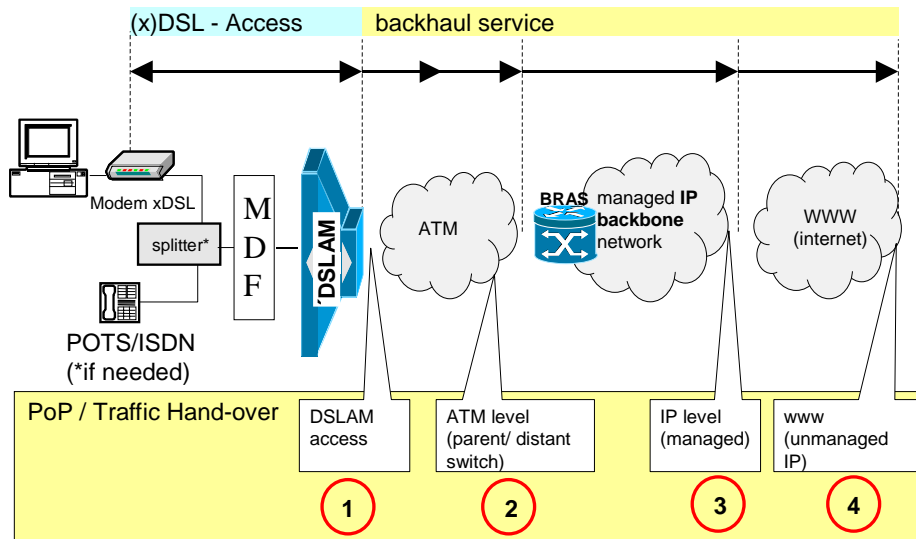 (x)DSL - Access
backhaul service
Modem xDSL
splitter*
POTS/ISDN
(*if needed)
M
D
F
´DSLAM
ATM
BRAS
managed IP
backbone
network
WWW
(internet)
PoP / Traffic Hand-over
DSLAM
access
ATM level
(parent/ distant
switch)
IP level
(managed)
www
(unmanaged
IP)
1
2
3
4